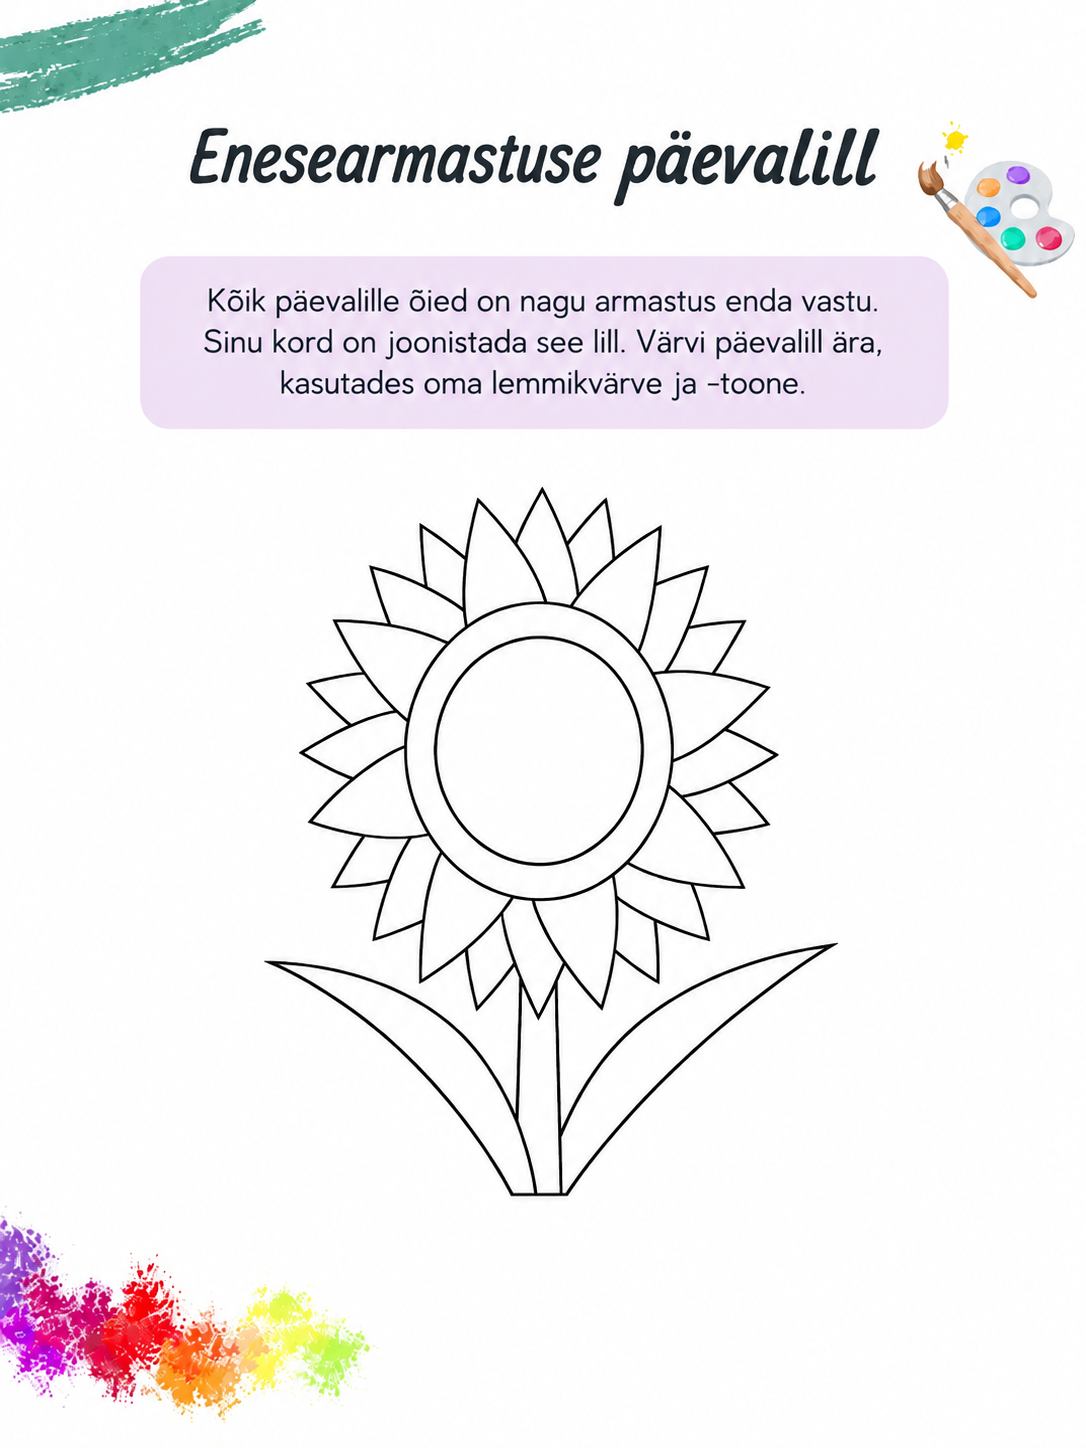 Enesearmastuse päevalill
Kõik päevalille õied on nagu armastus enda vastu.
Sinu kord on joonistada see lill. Värvi päevalill ära,
kasutades oma lemmikvärve ja -toone.